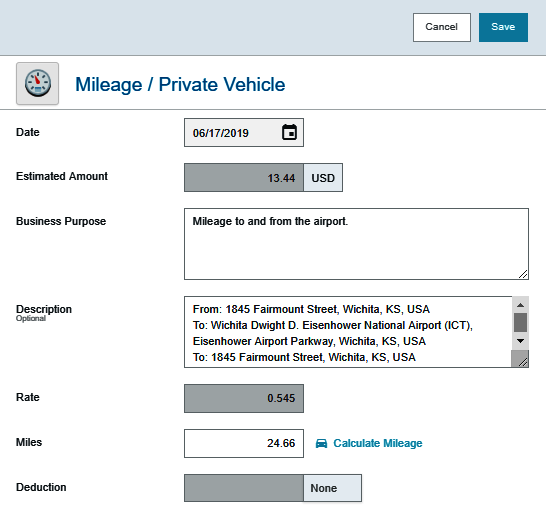 Cancel
Save
Mileage / Private Vehicle
Date
06/17/2019
Estimated Amount
13.44
USD
Business Purpose
Mileage to and from the airport.
Description
Optional
From: 1845 Fairmount Street, Wichita, KS, USA
To: Wichita Dwight D. Eisenhower National Airport (ICT),
Eisenhower Airport Parkway, Wichita, KS, USA
To: 1845 Fairmount Street, Wichita, KS, USA
Rate
0.545
Miles
24.66
Calculate Mileage
Deduction
None